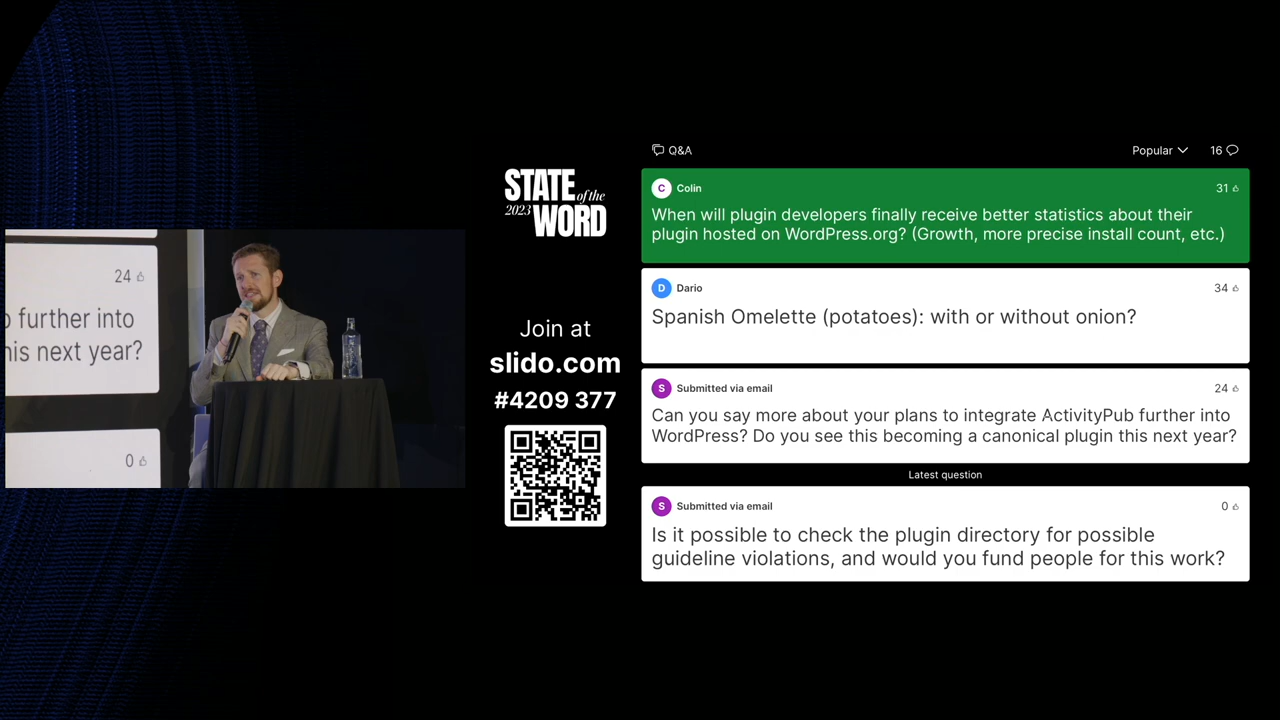 24
o further into
his next year?
0
STATE of the
2023 WORD
Join at
slido.com
#4209 377
Q&A
Popular
16
C Colin
31
When will plugin developers finally receive better statistics about their
plugin hosted on WordPress.org? (Growth, more precise install count, etc.)
D Dario
34
Spanish Omelette (potatoes): with or without onion?
S Submitted via email
24
Can you say more about your plans to integrate ActivityPub further into
WordPress? Do you see this becoming a canonical plugin this next year?
Latest question
S Submitted via email
0
Is it possible to check the plugin directory for possible
guideline violations, and would you fund people for this work?